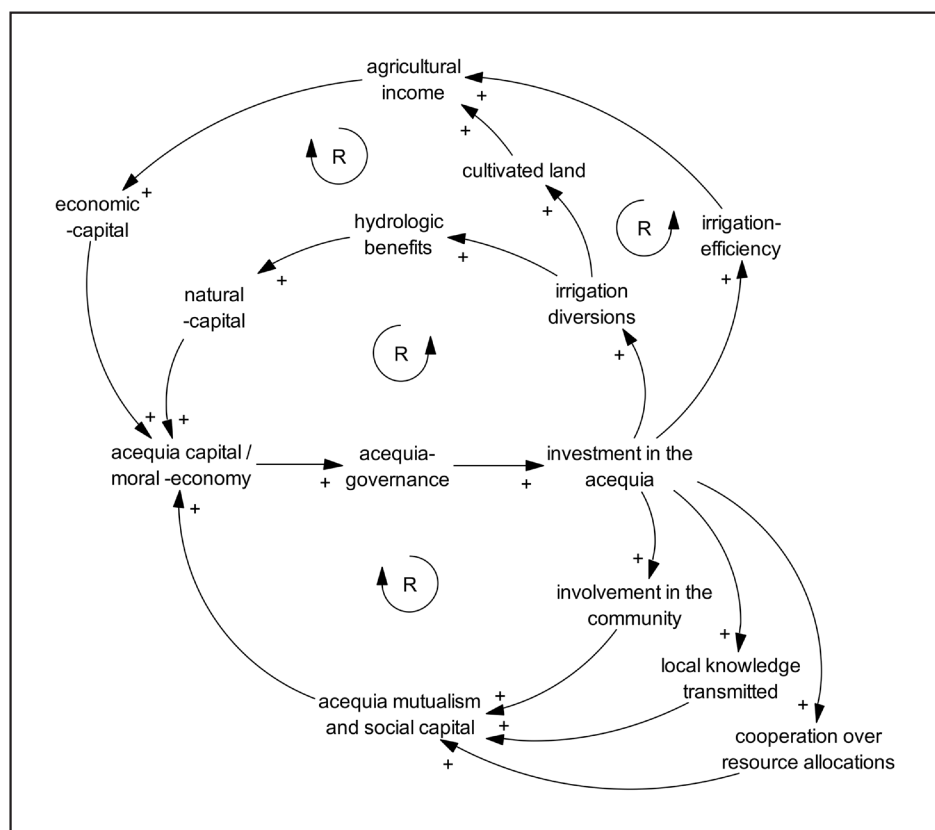 agricultural
income
+
+
R
cultivated land
+
economic
-capital
+
hydrologic
benefits
+
R
irrigation-
efficiency
+
natural
-capital
+
irrigation
diversions
+
R
+
+
acequia capital /
moral -economy
+
acequia-
governance
+
investment in the
acequia
+
R
+
involvement in the
community
+
local knowledge
transmitted
acequia mutualism
and social capital
+
+
+
+
cooperation over
resource allocations